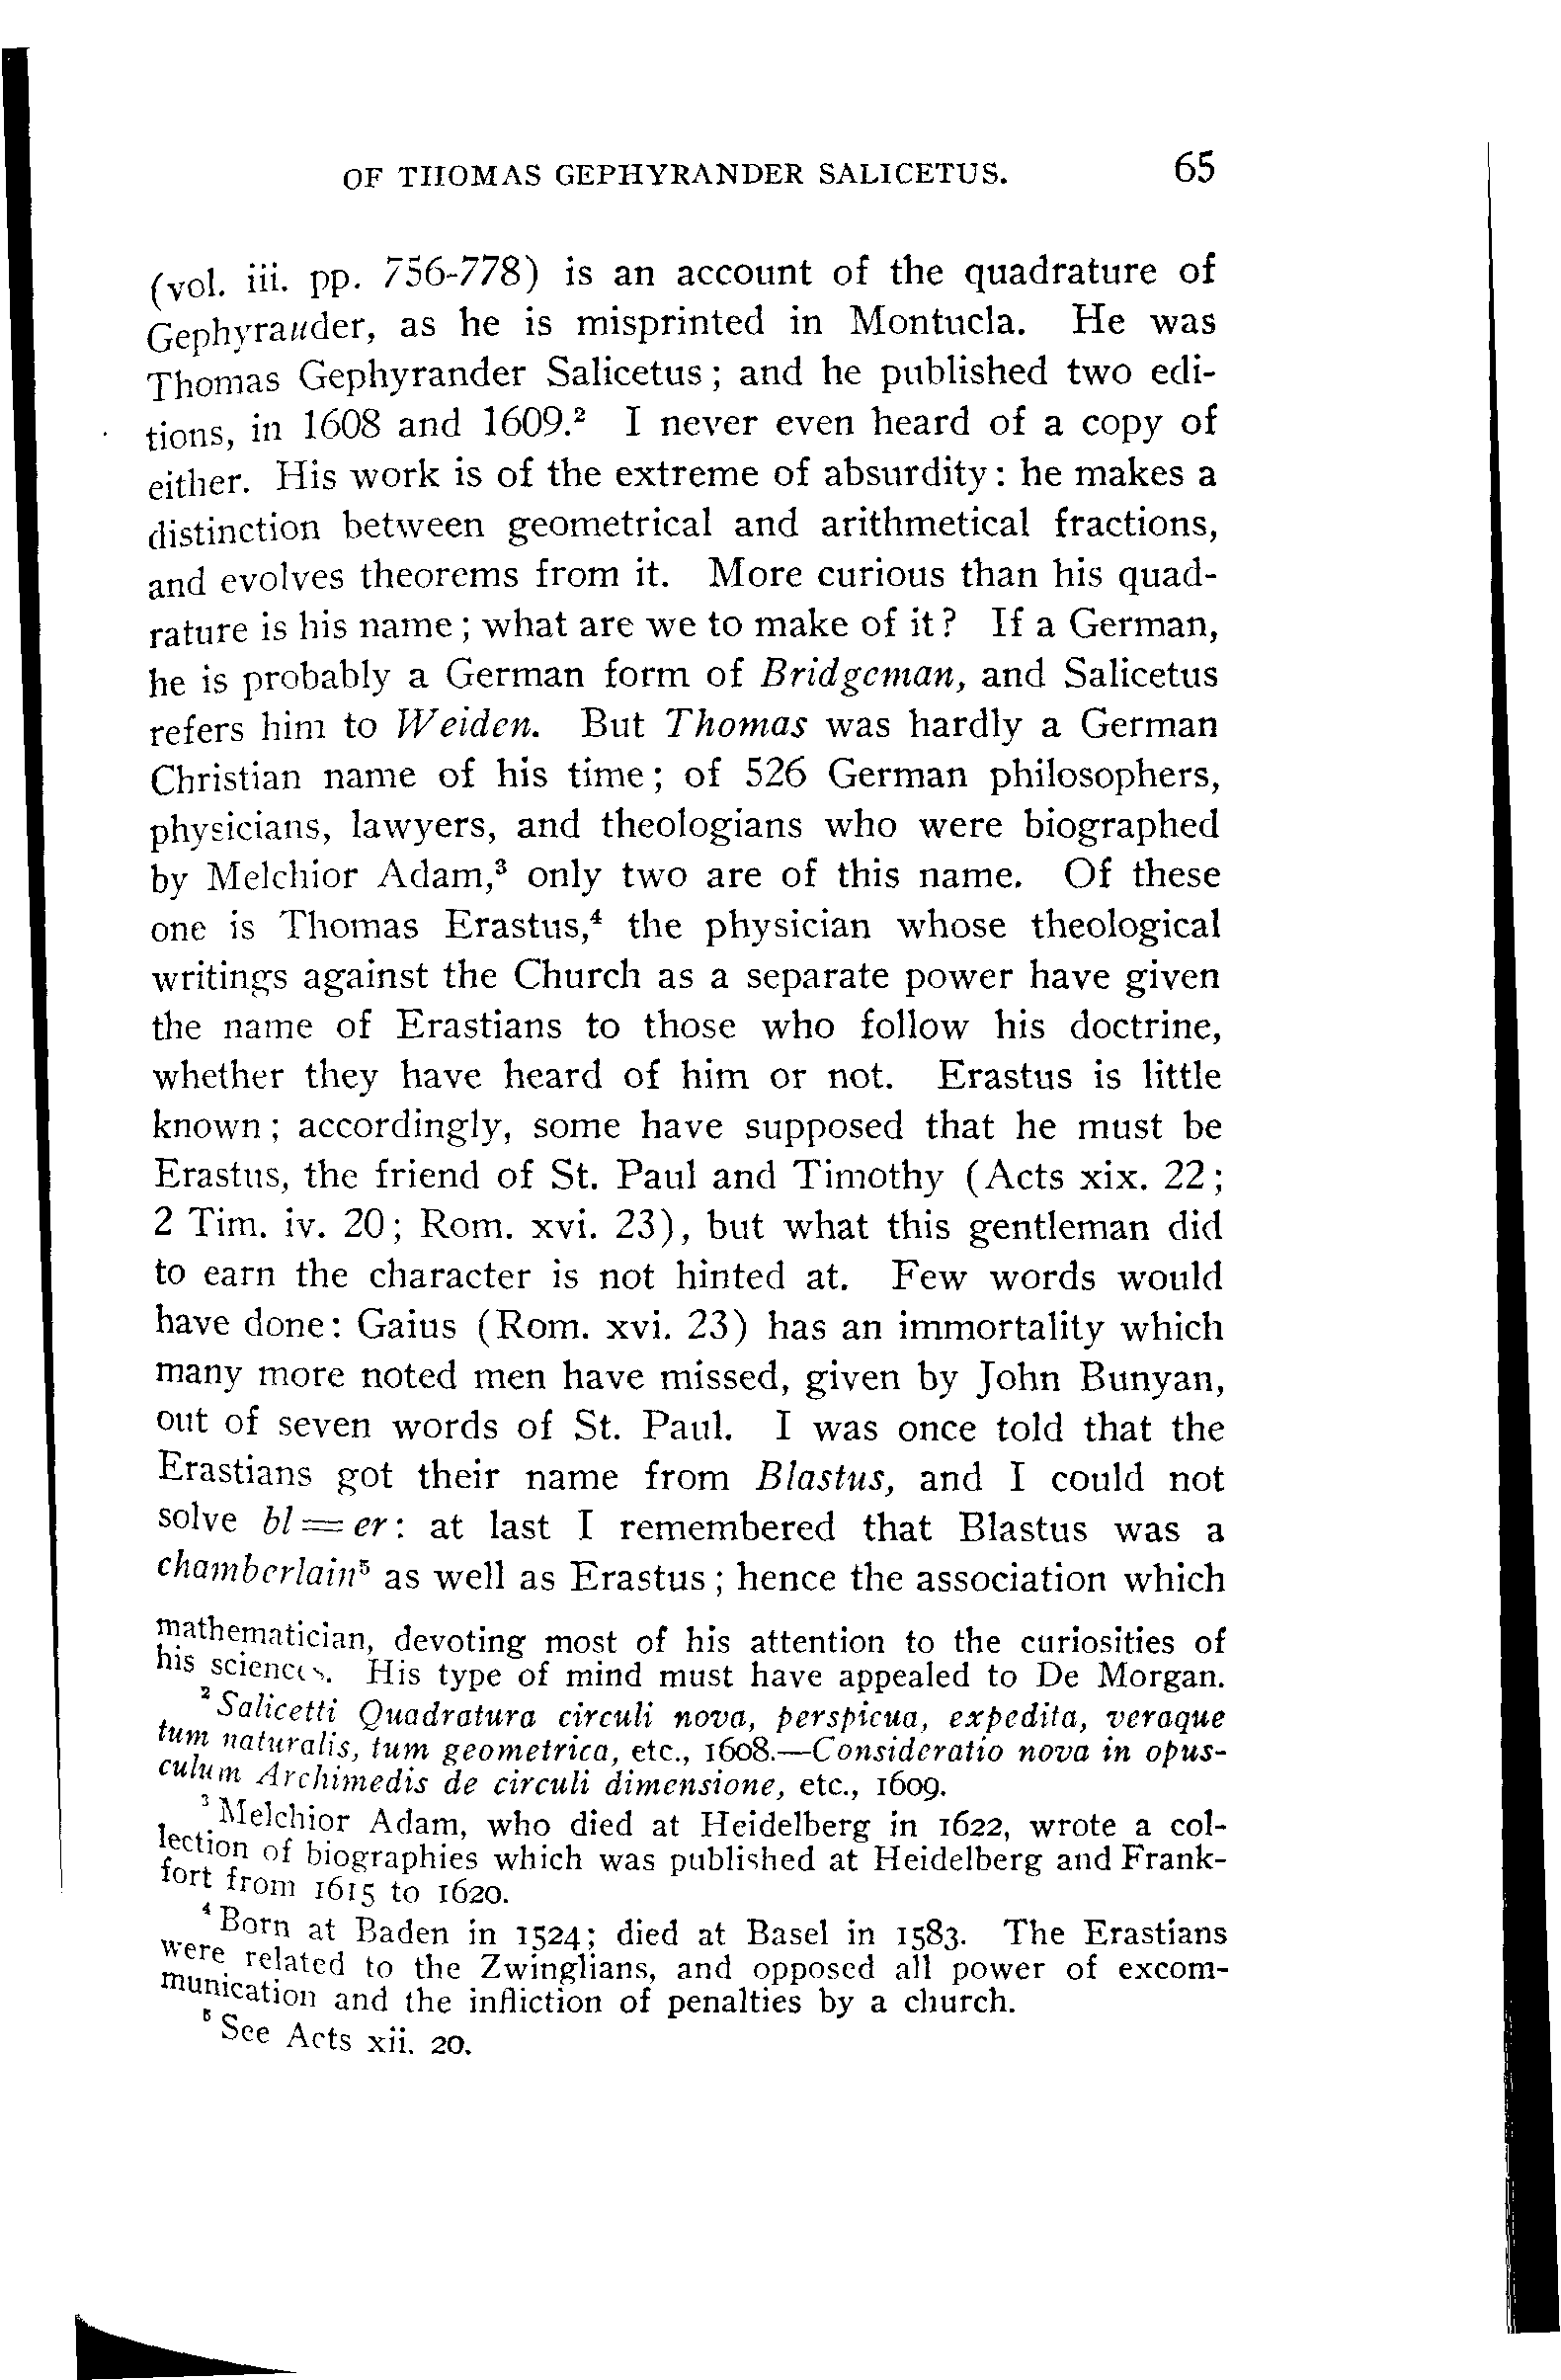 OF THOMAS GEPHYRANDER SALICETUS. 65
(vol. iii. pp. 756-778) is an account of the quadrature of
Gephyrauder, as he is misprinted in Montucla. He was
Thomas Gephyrander Salicetus; and he published two edi-
tions, in 1608 and 1609.² I never even heard of a copy of
either. His work is of the extreme of absurdity: he makes a
distinction between geometrical and arithmetical fractions,
and evolves theorems from it. More curious than his quad-
rature is his name; what are we to make of it? If a German,
he is probably a German form of Bridgeman, and Salicetus
refers him to Weiden. But Thomas was hardly a German
Christian name of his time; of 526 German philosophers,
physicians, lawyers, and theologians who were biographed
by Melchior Adam,³ only two are of this name. Of these
one is Thomas Erastus,⁴ the physician whose theological
writings against the Church as a separate power have given
the name of Erastians to those who follow his doctrine,
whether they have heard of him or not. Erastus is little
known; accordingly, some have supposed that he must be
Erastus, the friend of St. Paul and Timothy (Acts xix. 22;
2 Tim. iv. 20; Rom. xvi. 23), but what this gentleman did
to earn the character is not hinted at. Few words would
have done: Gaius (Rom. xvi. 23) has an immortality which
many more noted men have missed, given by John Bunyan,
out of seven words of St. Paul. I was once told that the
Erastians got their name from Blastus, and I could not
solve bl = er: at last I remembered that Blastus was a
chamberlain⁵ as well as Erastus; hence the association which
mathematician, devoting most of his attention to the curiosities of
his sciences. His type of mind must have appealed to De Morgan.
² Salicetti Quadratura circuli nova, perspicua, expedita, veraque
tum naturalis, tum geometrica, etc., 1608.—Consideratio nova in opus-
culum Archimedis de circuli dimensione, etc., 1609.
³ Melchior Adam, who died at Heidelberg in 1622, wrote a col-
lection of biographies which was published at Heidelberg and Frank-
fort from 1615 to 1620.
⁴ Born at Baden in 1524; died at Basel in 1583. The Erastians
were related to the Zwinglians, and opposed all power of excom-
munication and the infliction of penalties by a church.
⁵ See Acts xii. 20.